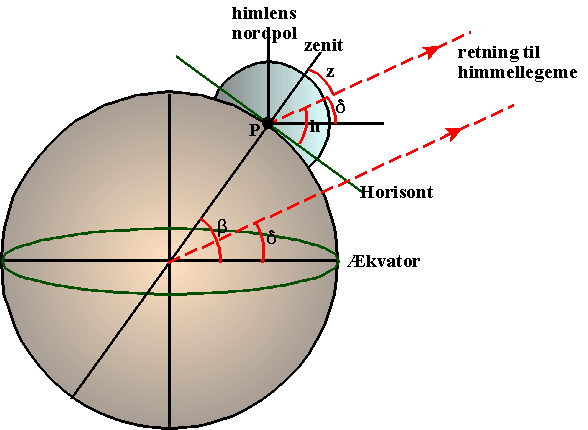 himlens
nordpol
zenit
z
retning til
himmellegeme
δ
P
h
Horisont
β
δ
Ækvator